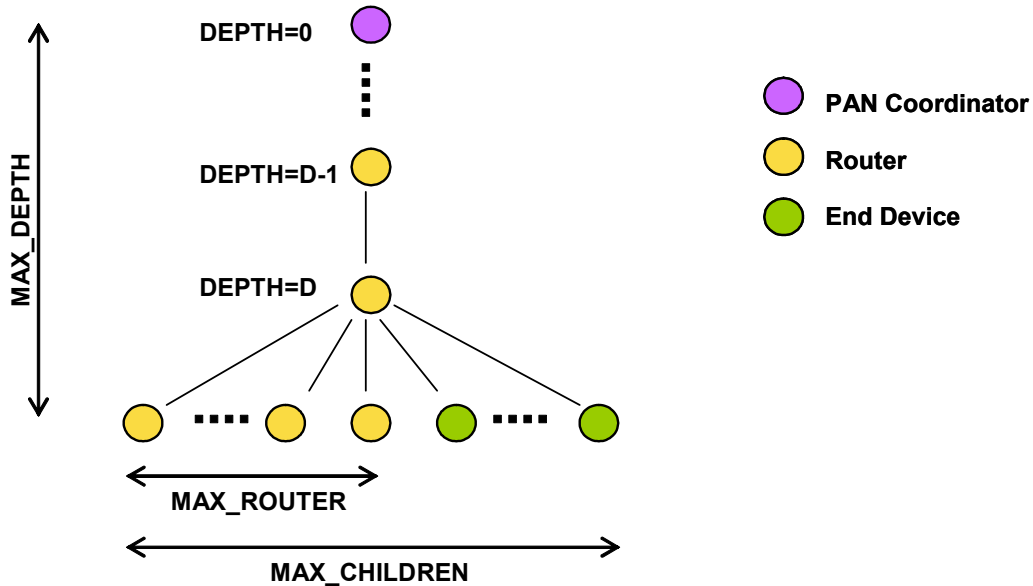 DEPTH=0
PAN Coordinator
Router
End Device
DEPTH=D-1
MAX_DEPTH
DEPTH=D
MAX_ROUTER
MAX_CHILDREN